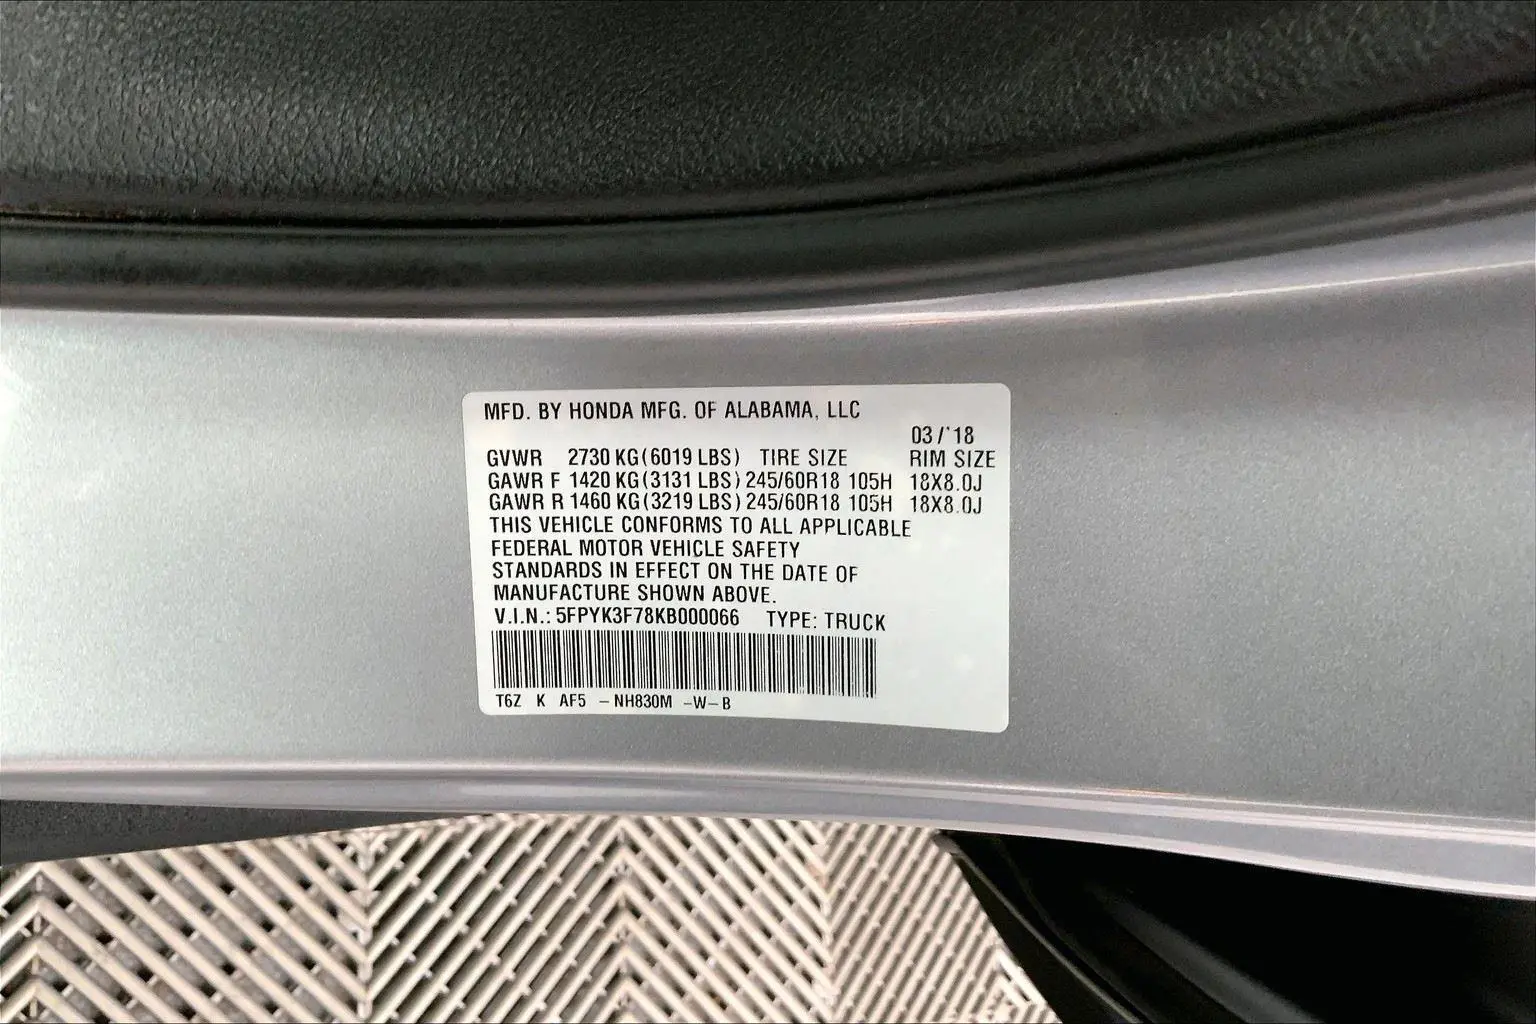 MFD. BY HONDA MFG. OF ALABAMA, LLC
03/'18
GVWR 2730 KG(6019 LBS) TIRE SIZE RIM SIZE
GAWR F 1420 KG(3131 LBS) 245/60R18 105H 18X8.0J
GAWR R 1460 KG(3219 LBS) 245/60R18 105H 18X8.0J
THIS VEHICLE CONFORMS TO ALL APPLICABLE
FEDERAL MOTOR VEHICLE SAFETY
STANDARDS IN EFFECT ON THE DATE OF
MANUFACTURE SHOWN ABOVE.
V.I.N.: 5FPYK3F78KB000066 TYPE: TRUCK
T6Z K AF5 -NH830M -W-B